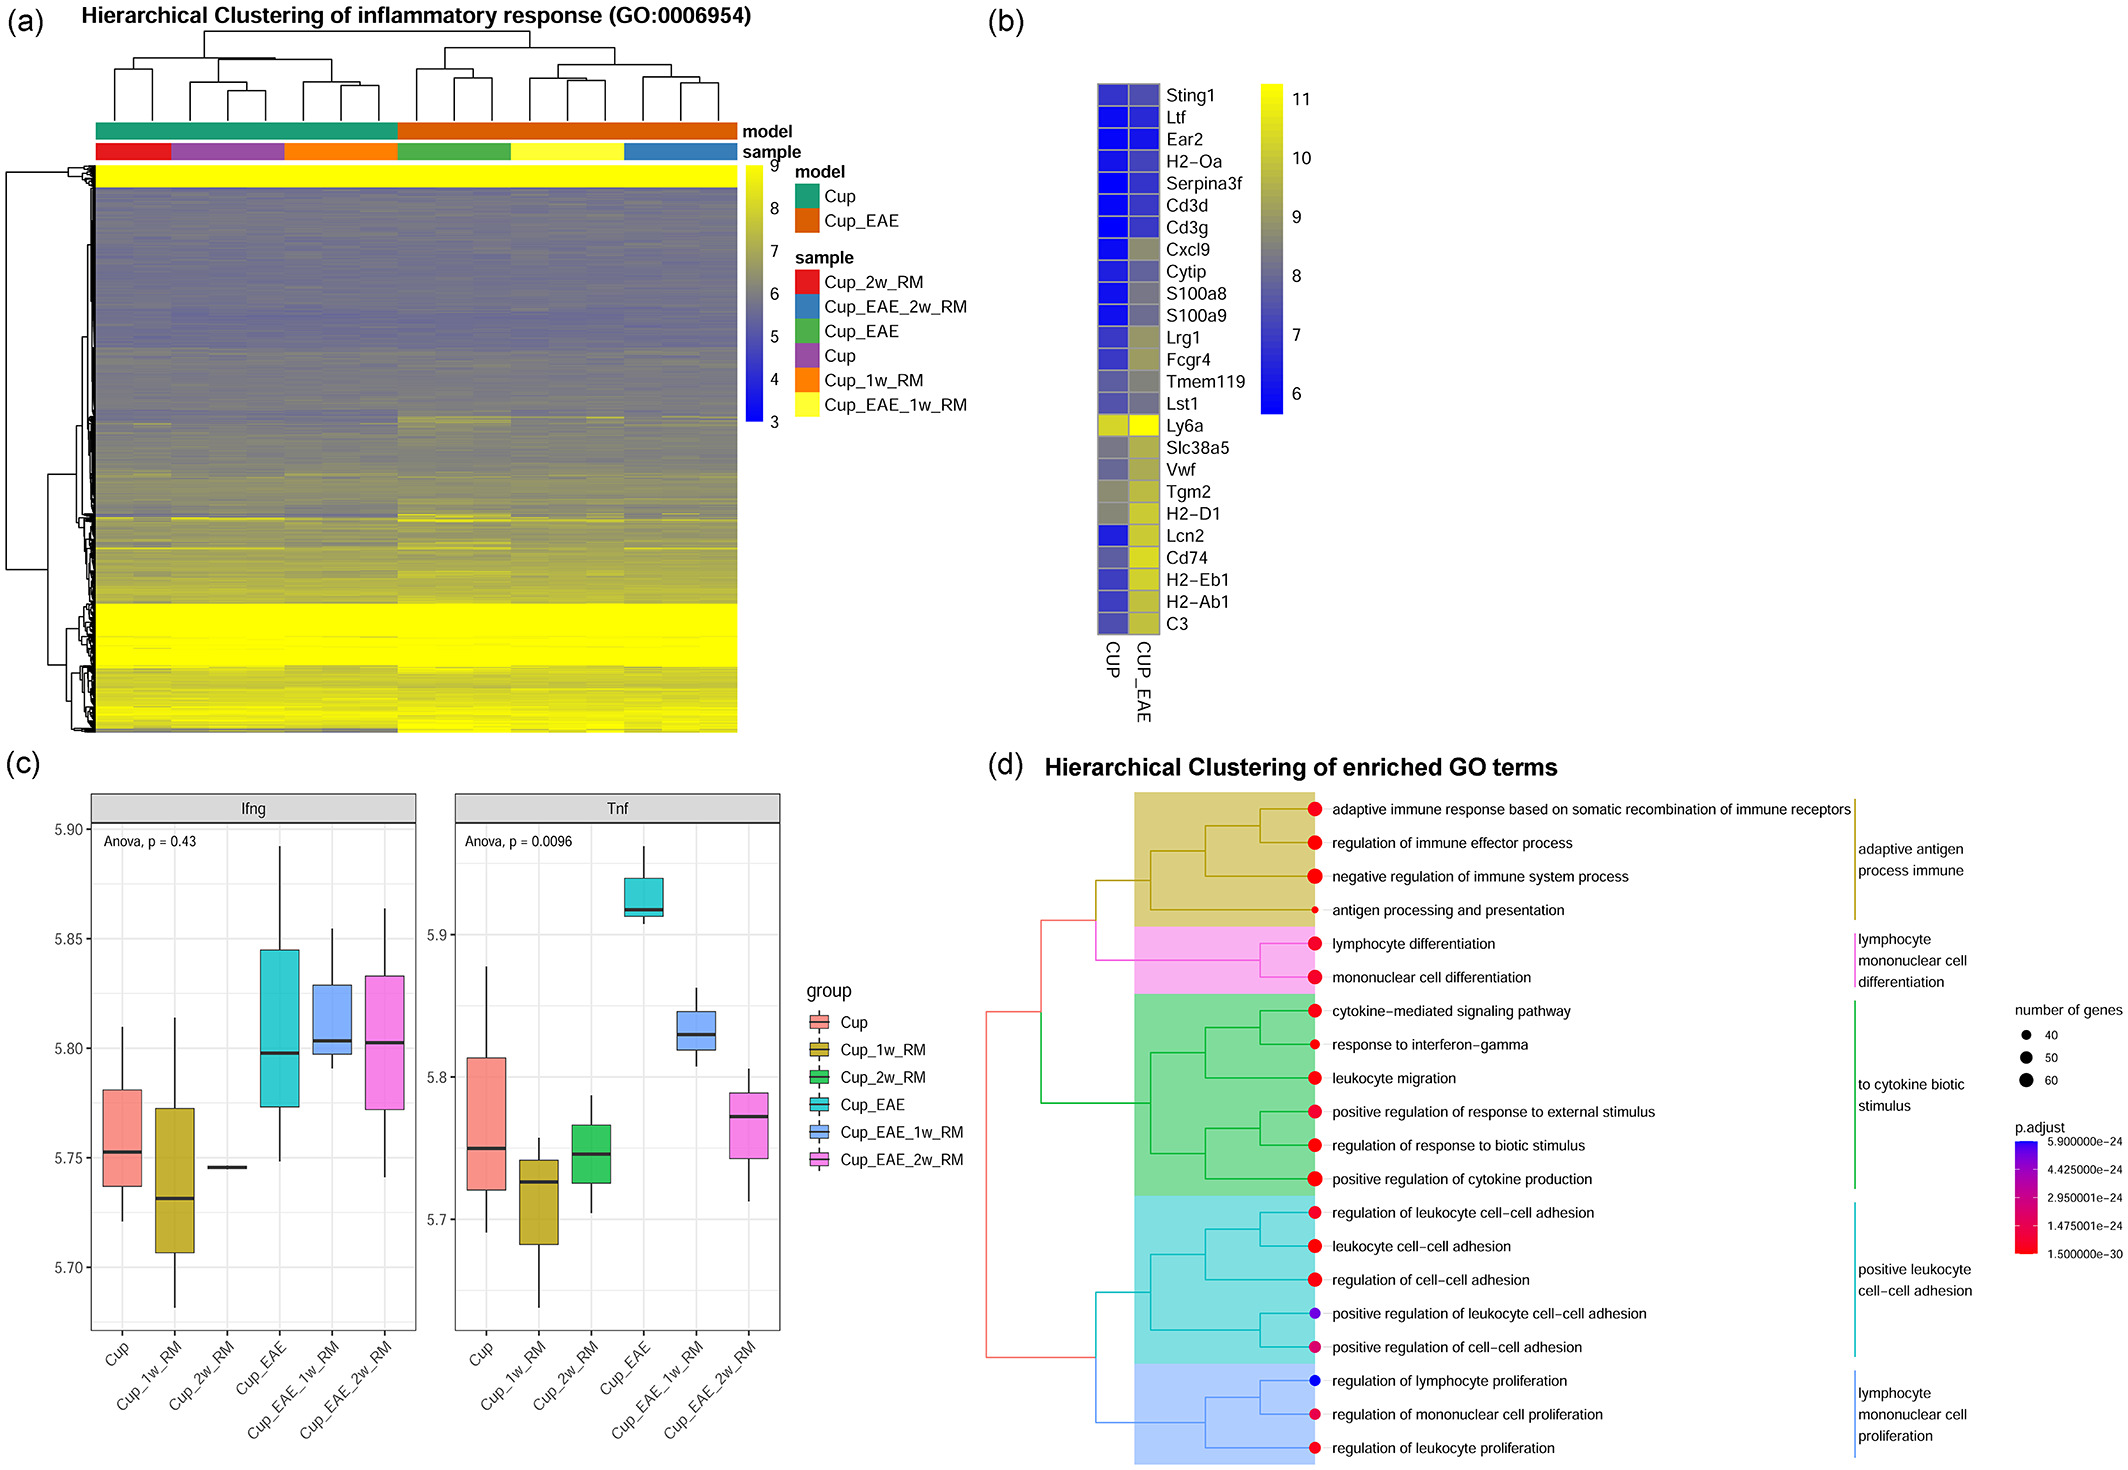 (a)
Hierarchical Clustering of inflammatory response (GO:0006954)
model
sample
9
8
7
6
5
4
3
model
Cup
Cup_EAE
sample
Cup_2w_RM
Cup_EAE_2w_RM
Cup_EAE
Cup
Cup_1w_RM
Cup_EAE_1w_RM
(b)
Sting1
Ltf
Ear2
H2−Oa
Serpina3f
Cd3d
Cd3g
Cxcl9
Cytip
S100a8
S100a9
Lrg1
Fcgr4
Tmem119
Lst1
Ly6a
Slc38a5
Vwf
Tgm2
H2−D1
Lcn2
Cd74
H2−Eb1
H2−Ab1
C3
CUP
CUP_EAE
11
10
9
8
7
6
(c)
Ifng
Anova, p = 0.43
5.90
5.85
5.80
5.75
5.70
Cup
Cup_1w_RM
Cup_2w_RM
Cup_EAE
Cup_EAE_1w_RM
Cup_EAE_2w_RM
Tnf
Anova, p = 0.0096
5.9
5.8
5.7
Cup
Cup_1w_RM
Cup_2w_RM
Cup_EAE
Cup_EAE_1w_RM
Cup_EAE_2w_RM
group
Cup
Cup_1w_RM
Cup_2w_RM
Cup_EAE
Cup_EAE_1w_RM
Cup_EAE_2w_RM
(d)
Hierarchical Clustering of enriched GO terms
adaptive immune response based on somatic recombination of immune receptors
regulation of immune effector process
negative regulation of immune system process
antigen processing and presentation
lymphocyte differentiation
mononuclear cell differentiation
cytokine−mediated signaling pathway
response to interferon−gamma
leukocyte migration
positive regulation of response to external stimulus
regulation of response to biotic stimulus
positive regulation of cytokine production
regulation of leukocyte cell−cell adhesion
leukocyte cell−cell adhesion
regulation of cell−cell adhesion
positive regulation of leukocyte cell−cell adhesion
positive regulation of cell−cell adhesion
regulation of lymphocyte proliferation
regulation of mononuclear cell proliferation
regulation of leukocyte proliferation
adaptive antigen
process immune
lymphocyte
mononuclear cell
differentiation
to cytokine biotic
stimulus
positive leukocyte
cell−cell adhesion
lymphocyte
mononuclear cell
proliferation
number of genes
40
50
60
p.adjust
5.900000e−24
4.425000e−24
2.950001e−24
1.475001e−24
1.500000e−30